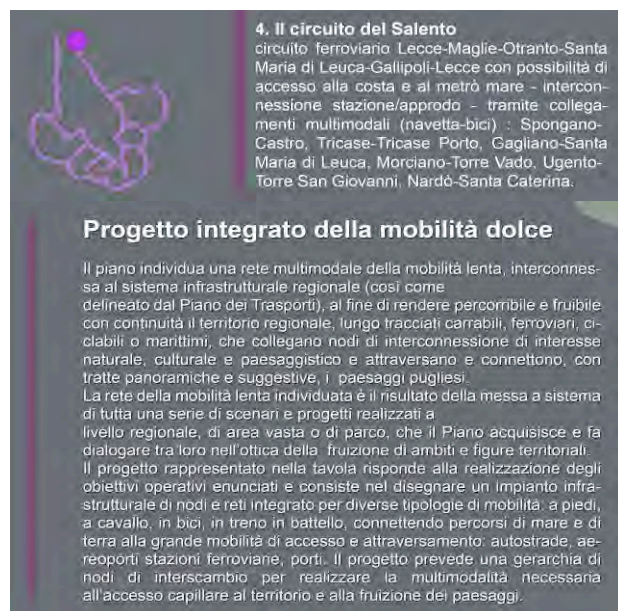 4. Il circuito del Salento
circuito ferroviario Lecce-Maglie-Otranto-Santa
Maria di Leuca-Gallipoli-Lecce con possibilità di
accesso alla costa e al metrò mare - intercon-
nessione stazione/approdo - tramite collega-
menti multimodali (navetta-bici) : Spongano-
Castro, Tricase-Tricase Porto, Gagliano-Santa
Maria di Leuca, Morciano-Torre Vado, Ugento-
Torre San Giovanni, Nardò-Santa Caterina.
Progetto integrato della mobilità dolce
Il piano individua una rete multimodale della mobilità lenta, interconnes-
sa al sistema infrastrutturale regionale (così come
delineato dal Piano dei Trasporti), al fine di rendere percorribile e fruibile
con continuità il territorio regionale, lungo tracciati carrabili, ferroviari, ci-
clabili o marittimi, che collegano nodi di interconnessione di interesse
naturale, culturale e paesaggistico e attraversano e connettono, con
tratte panoramiche e suggestive, i paesaggi pugliesi.
La rete della mobilità lenta individuata è il risultato della messa a sistema
di tutta una serie di scenari e progetti realizzati a
livello regionale, di area vasta o di parco, che il Piano acquisisce e fa
dialogare tra loro nell'ottica della fruizione di ambiti e figure territoriali.
Il progetto rappresentato nella tavola risponde alla realizzazione degli
obiettivi operativi enunciati e consiste nel disegnare un impianto infra-
strutturale di nodi e reti integrato per diverse tipologie di mobilità: a piedi,
a cavallo, in bici, in treno in battello, connettendo percorsi di mare e di
terra alla grande mobilità di accesso e attraversamento: autostrade, ae-
reoporti stazioni ferroviarie, porti. Il progetto prevede una gerarchia di
nodi di interscambio per realizzare la multimodalità necessaria
all'accesso capillare al territorio e alla fruizione dei paesaggi.